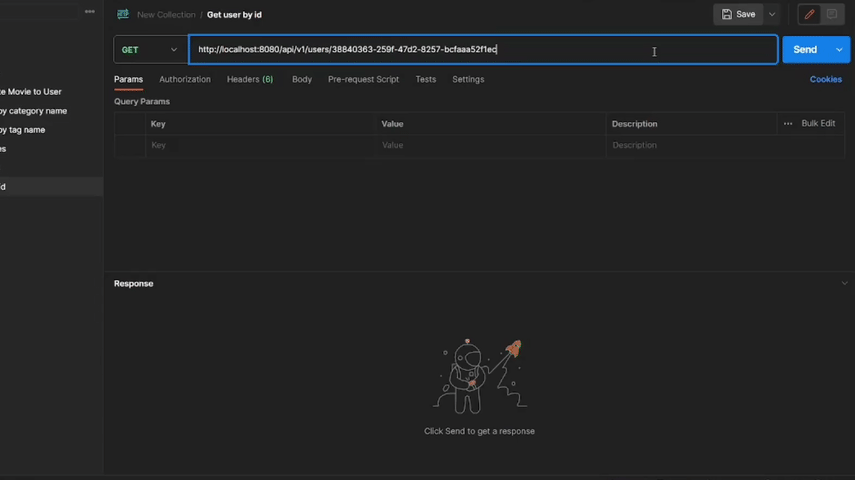 New Collection / Get user by id
Save
GET
http://localhost:8080/api/v1/users/38840363-259f-47d2-8257-bcfaaa52f1ec
Send
Params Authorization Headers (6) Body Pre-request Script Tests Settings Cookies
Query Params
Key Value Description Bulk Edit
Key Value Description
te Movie to User
by category name
by tag name
es
id
Response
Click Send to get a response